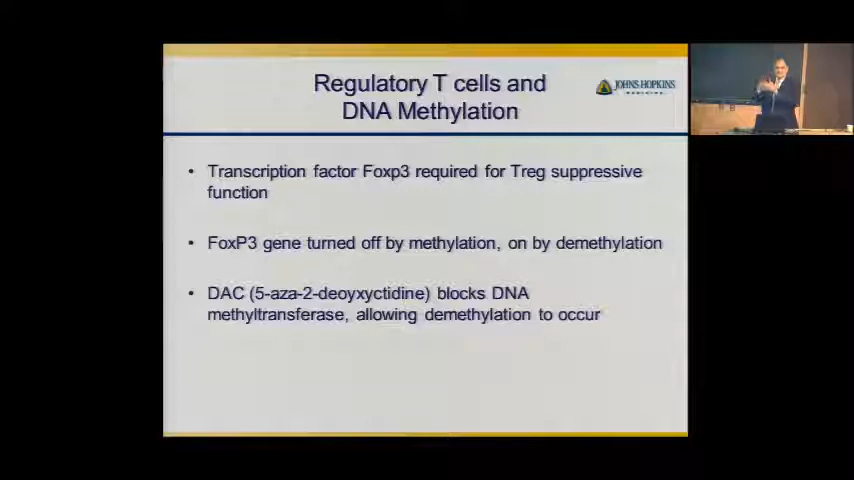 Regulatory T cells and
DNA Methylation
JOHNS HOPKINS
• Transcription factor Foxp3 required for Treg suppressive
function
• FoxP3 gene turned off by methylation, on by demethylation
• DAC (5-aza-2-deoyxyctidine) blocks DNA
methyltransferase, allowing demethylation to occur